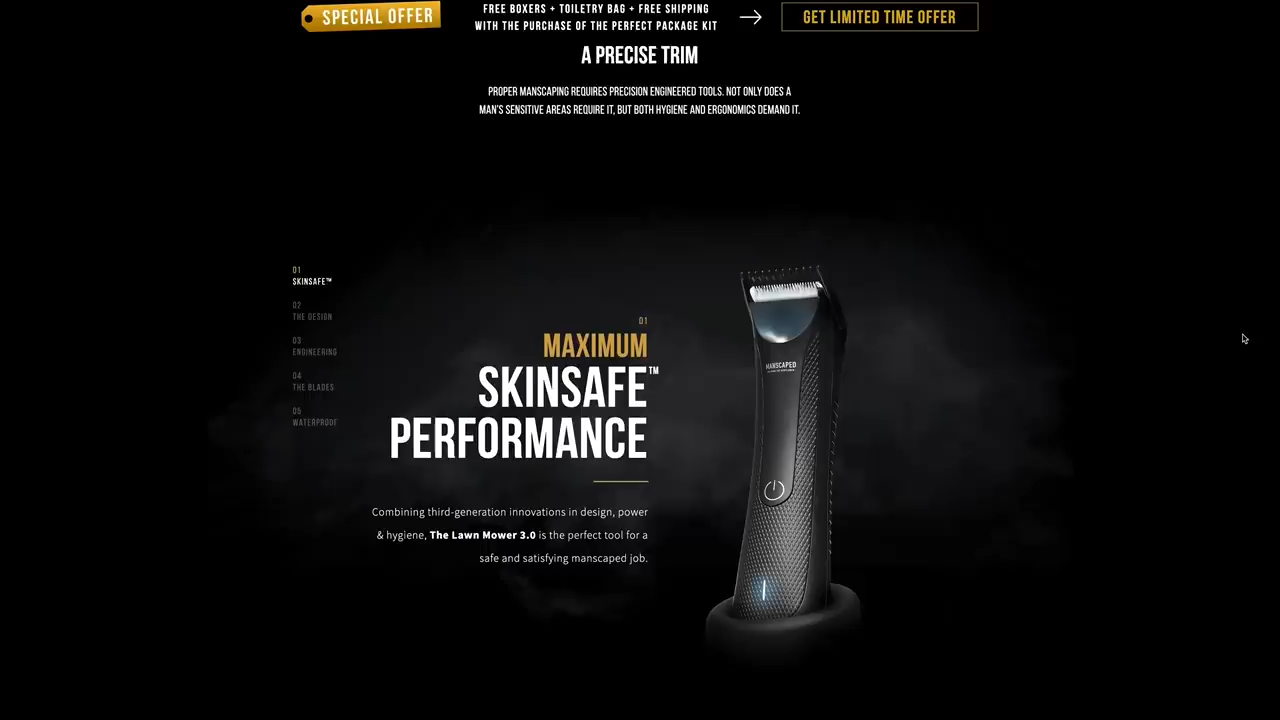 SPECIAL OFFER
FREE BOXERS + TOILETRY BAG + FREE SHIPPING
WITH THE PURCHASE OF THE PERFECT PACKAGE KIT
GET LIMITED TIME OFFER
A PRECISE TRIM
PROPER MANSCAPING REQUIRES PRECISION ENGINEERED TOOLS. NOT ONLY DOES A
MAN'S SENSITIVE AREAS REQUIRE IT, BUT BOTH HYGIENE AND ERGONOMICS DEMAND IT.
01
SKINSAFE™
02
THE DESIGN
03
ENGINEERING
04
THE BLADES
05
WATERPROOF
01
MAXIMUM
SKINSAFE™
PERFORMANCE
Combining third-generation innovations in design, power
& hygiene, The Lawn Mower 3.0 is the perfect tool for a
safe and satisfying manscaped job.
MANSCAPED